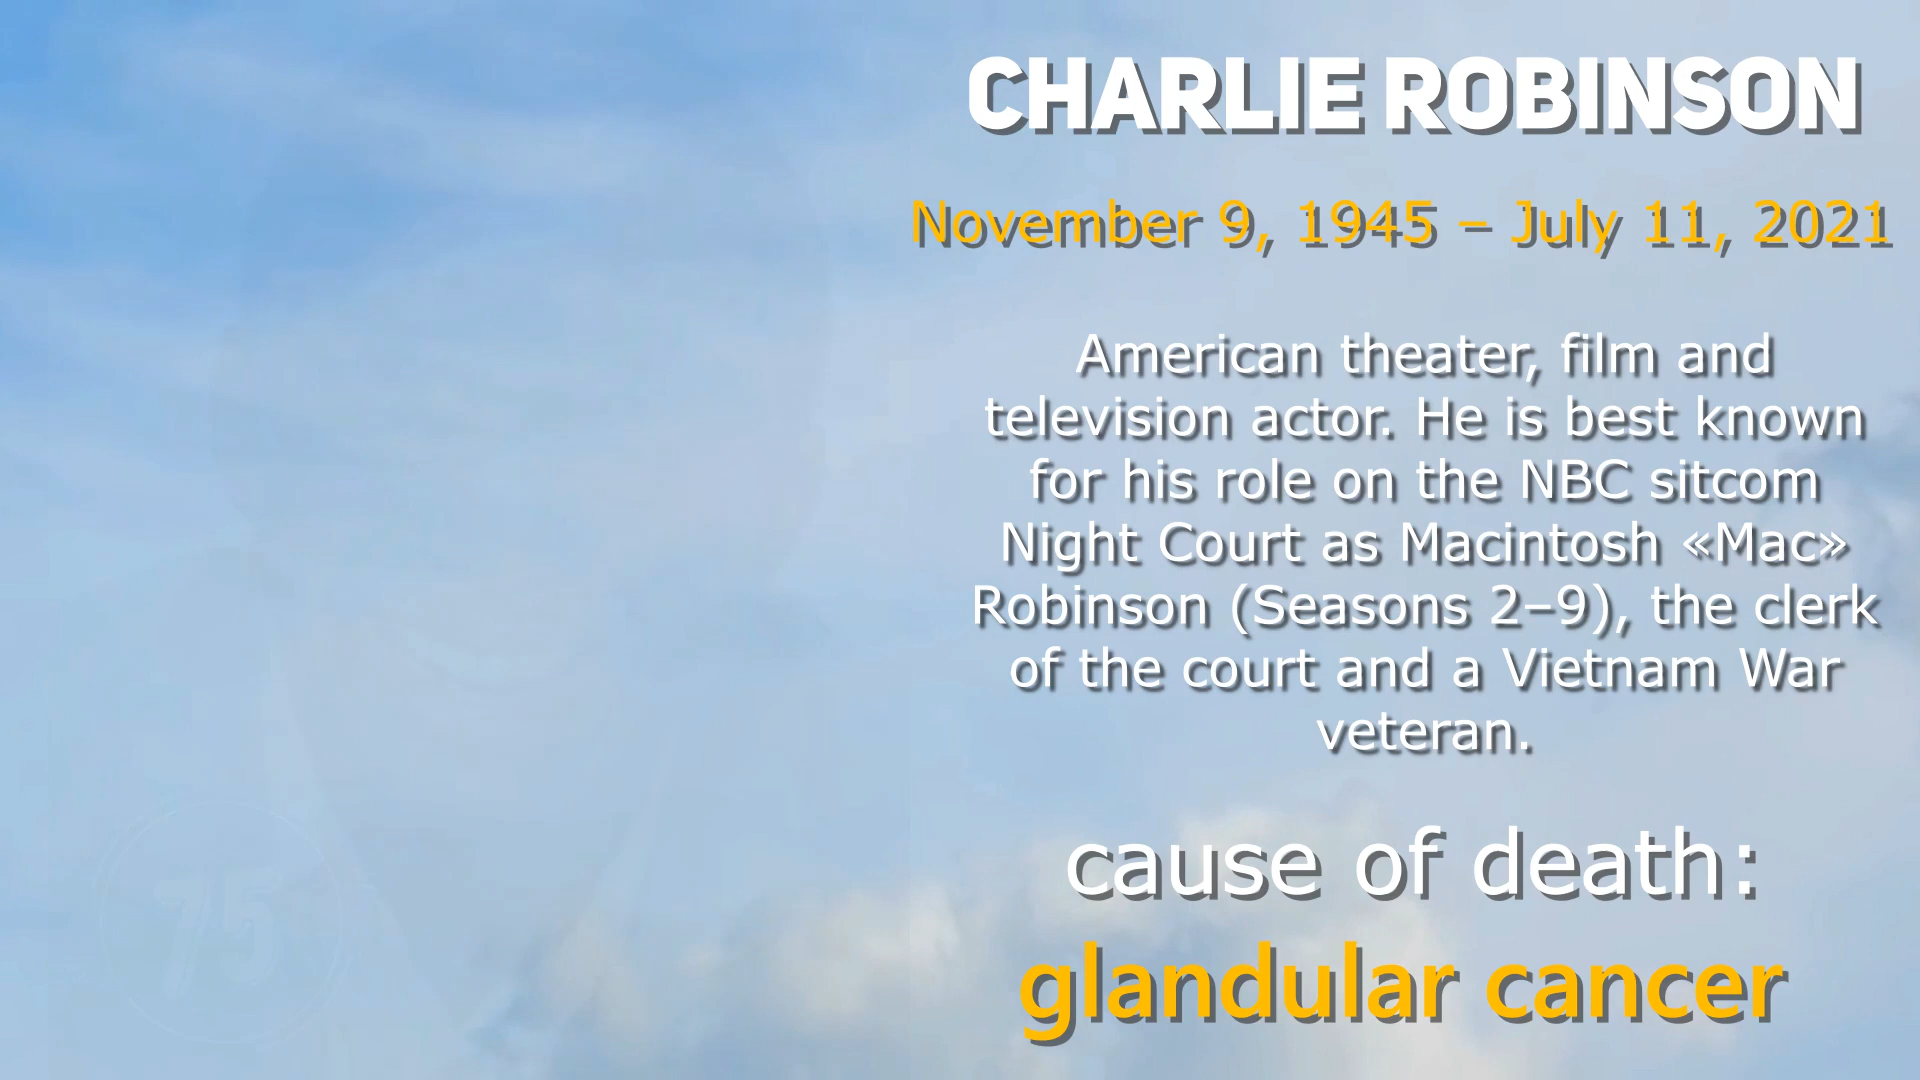 CHARLIE ROBINSON
November 9, 1945 – July 11, 2021
American theater, film and
television actor. He is best known
for his role on the NBC sitcom
Night Court as Macintosh «Mac»
Robinson (Seasons 2–9), the clerk
of the court and a Vietnam War
veteran.
cause of death:
glandular cancer
75